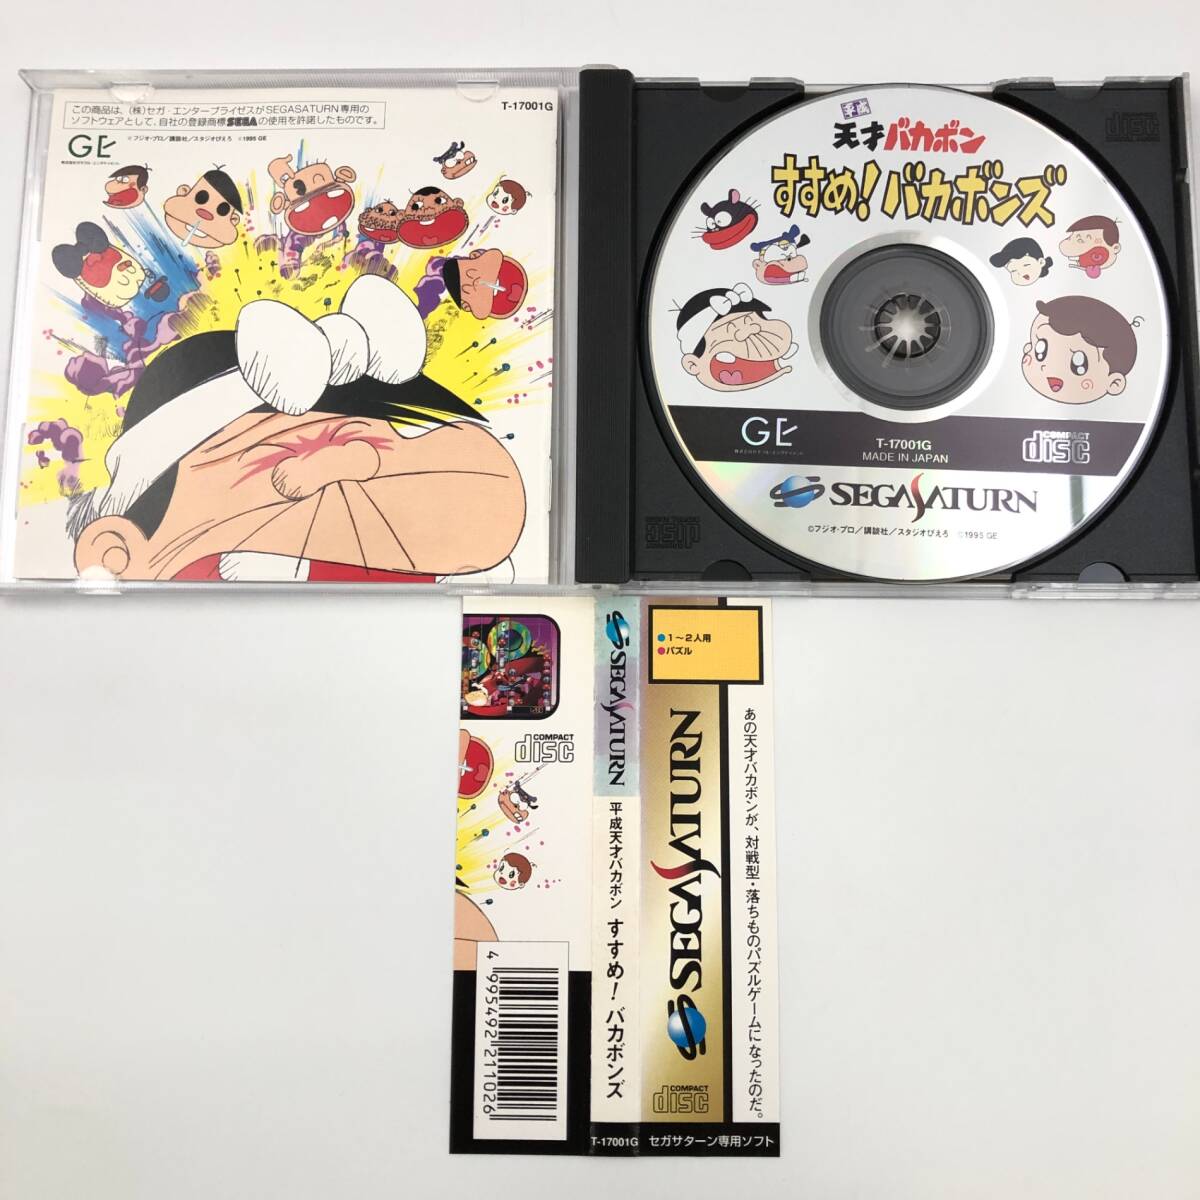 この商品は、(株)セガ・エンタープライゼスがSEGASATURN専用の
ソフトウェアとして、自社の登録商標SEGAの使用を許諾したものです。
T-17001G
GE
©フジオ・プロ/講談社/スタジオぴえろ ©1995 GE
平成
天才バカボン
すすめ!バカボンズ
GE
T-17001G
MADE IN JAPAN
COMPACT
disc
SEGASATURN
©フジオ・プロ/講談社/スタジオぴえろ ©1995 GE
disc
disc
COMPACT
disc
4995492211026
SEGASATURN
平成天才バカボン すすめ!バカボンズ
T-17001G
●1〜2人用
●パズル
SEGASATURN
COMPACT
disc
あの天才バカボンが、対戦型・落ちものパズルゲームになったのだ。
セガサターン専用ソフト